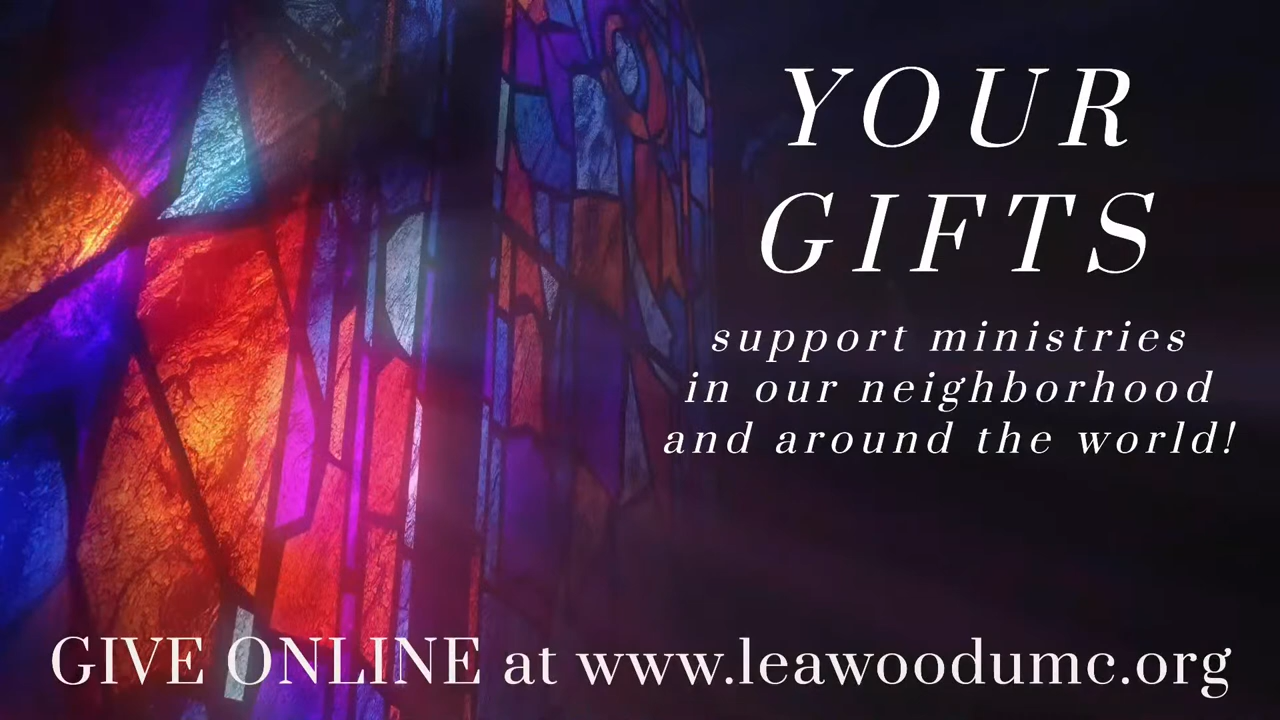 YOUR
GIFTS
support ministries
in our neighborhood
and around the world!
GIVE ONLINE at www.leawoodumc.org